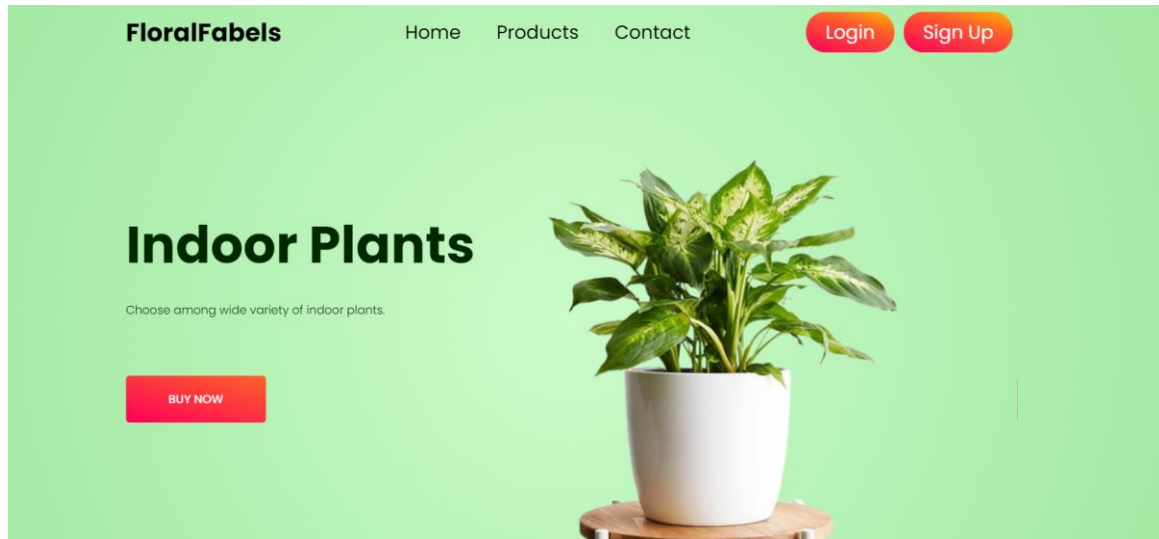 FloralFabels
Home Products Contact
Login Sign Up
Indoor Plants
Choose among wide variety of indoor plants.
BUY NOW